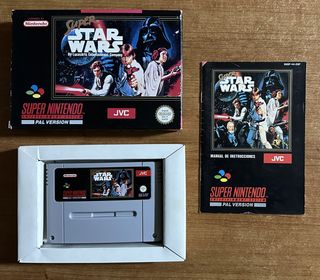 Nintendo
Super
STAR
WARS
SUPER NINTENDO
ENTERTAINMENT SYSTEM
PAL VERSION
JVC
Super
STAR
WARS
MANUAL DE INSTRUCCIONES
JVC
SUPER NINTENDO
ENTERTAINMENT SYSTEM
PAL VERSION
STAR
WARS
JVC